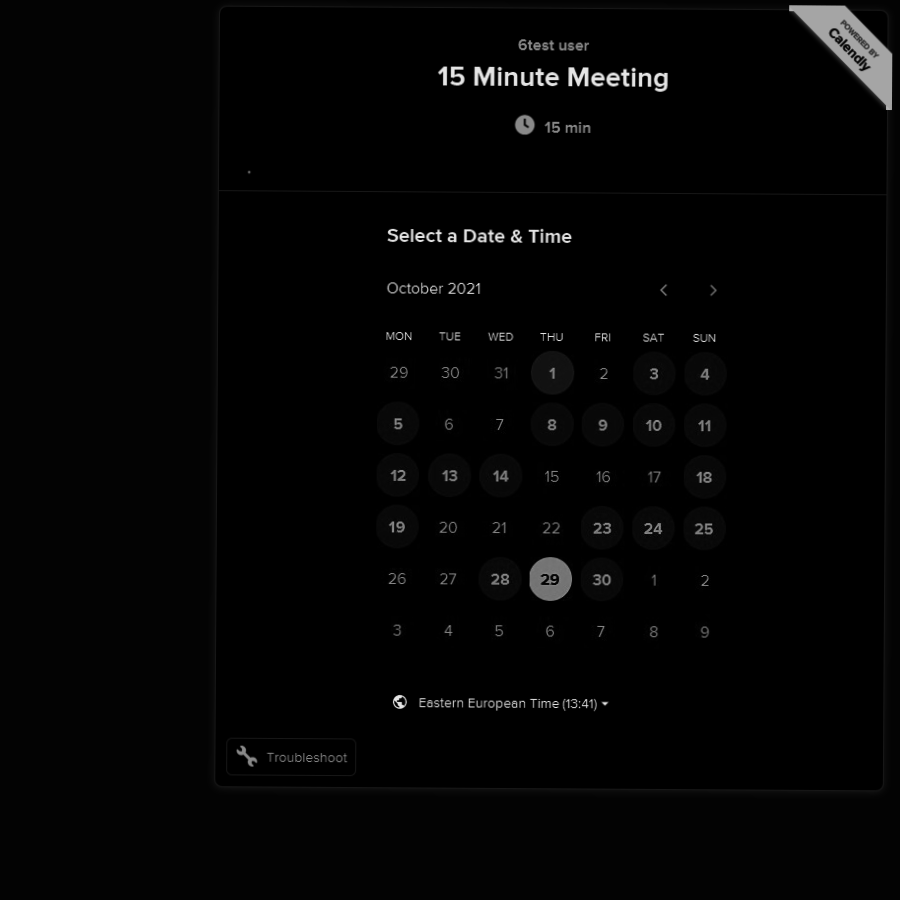 POWERED BY
Calendly
6test user
15 Minute Meeting
15 min
Select a Date & Time
October 2021
MON TUE WED THU FRI SAT SUN
29 30 31 1 2 3 4
5 6 7 8 9 10 11
12 13 14 15 16 17 18
19 20 21 22 23 24 25
26 27 28 29 30 1 2
3 4 5 6 7 8 9
Eastern European Time (13:41)
Troubleshoot